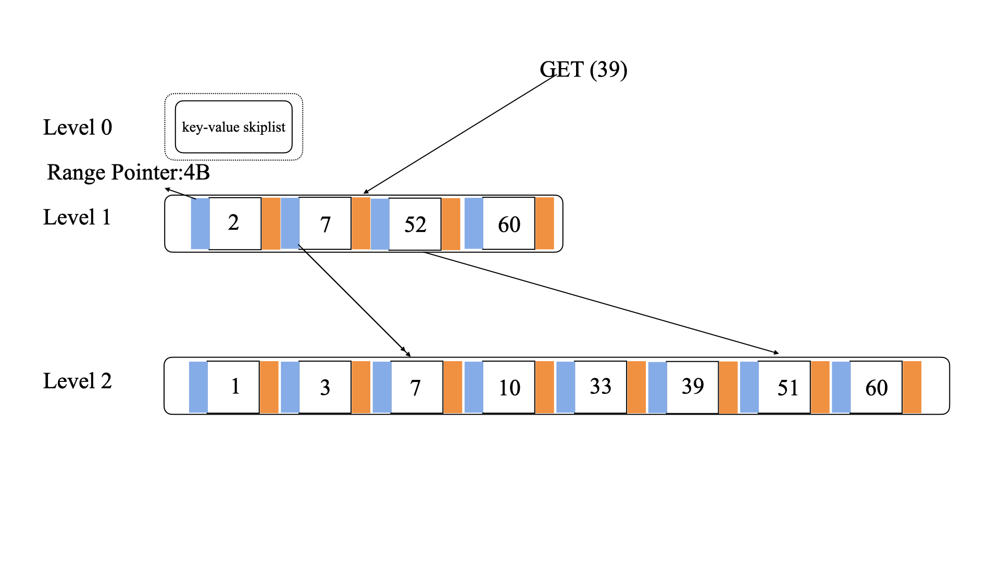 GET (39)
Level 0
key-value skiplist
Range Pointer:4B
Level 1
2
7
52
60
Level 2
1
3
7
10
33
39
51
60